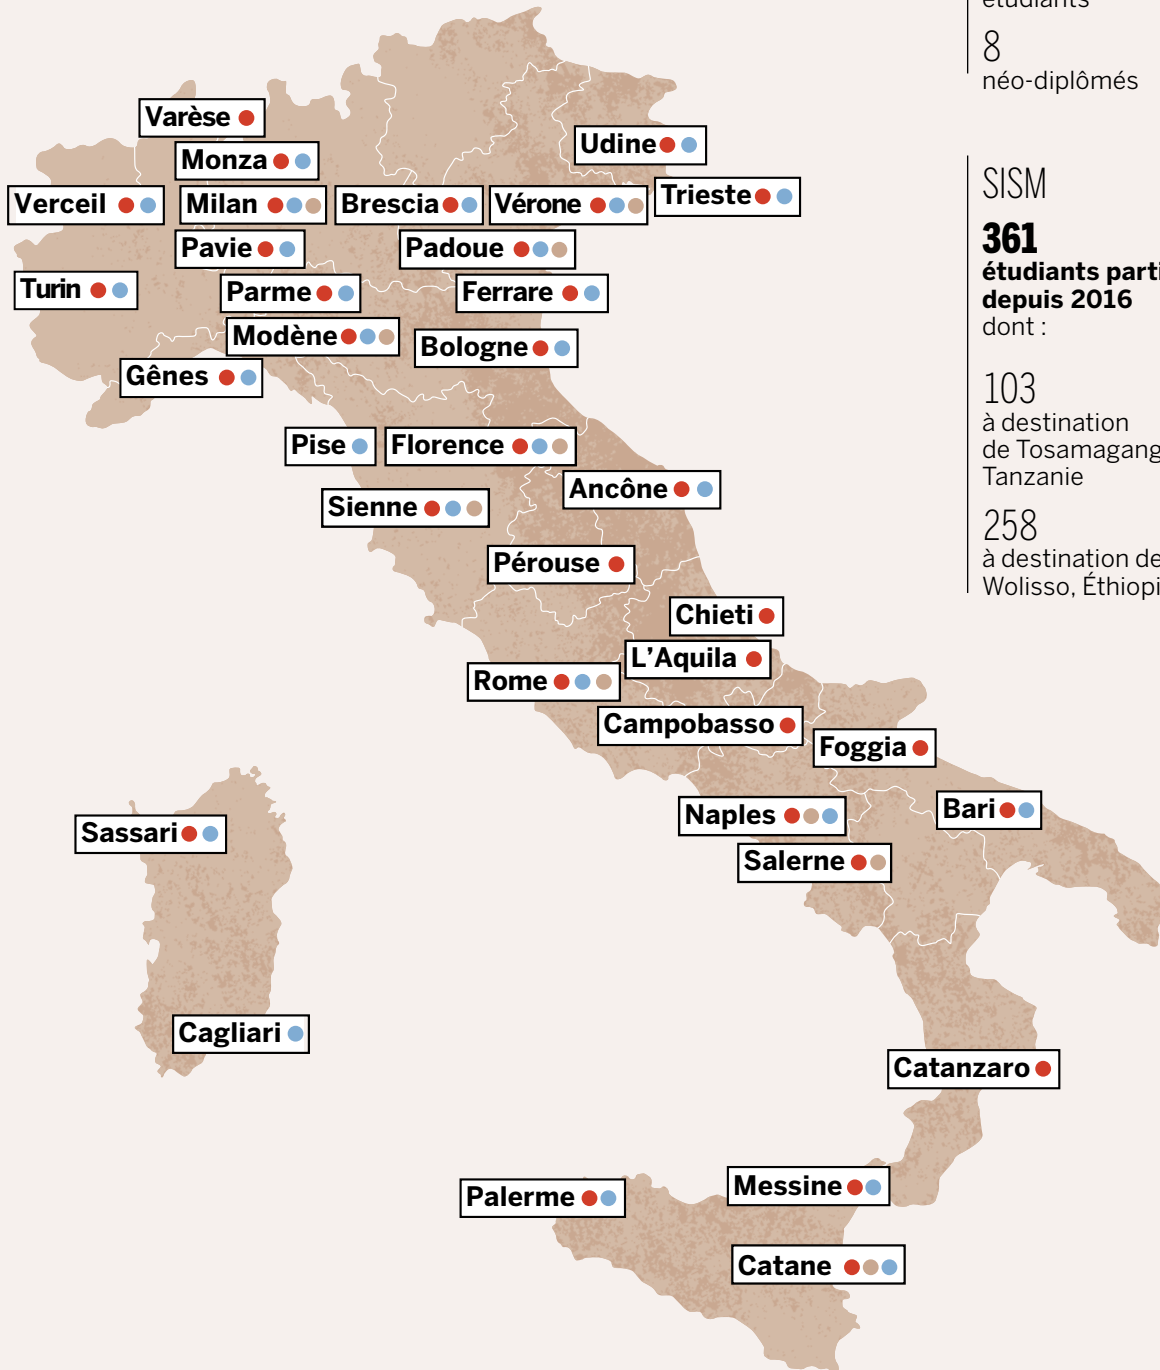 étudiants
8
néo-diplômés
SISM
361
étudiants parti
depuis 2016
dont :
103
à destination
de Tosamagang
Tanzanie
258
à destination de
Wolisso, Éthiopi
Varèse
Monza
Udine
Verceil
Milan
Brescia
Vérone
Trieste
Pavie
Padoue
Turin
Parme
Ferrare
Modène
Bologne
Gênes
Pise
Florence
Ancône
Sienne
Pérouse
Chieti
L’Aquila
Rome
Campobasso
Foggia
Naples
Bari
Sassari
Salerne
Cagliari
Catanzaro
Palerme
Messine
Catane